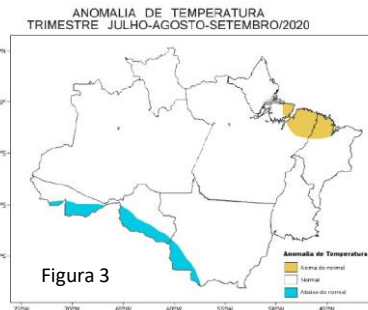 ANOMALIA DE TEMPERATURA
TRIMESTRE JULHO-AGOSTO-SETEMBRO/2020
Anomalia de Temperatura
Acima do normal
Normal
Abaixo do normal
Figura 3